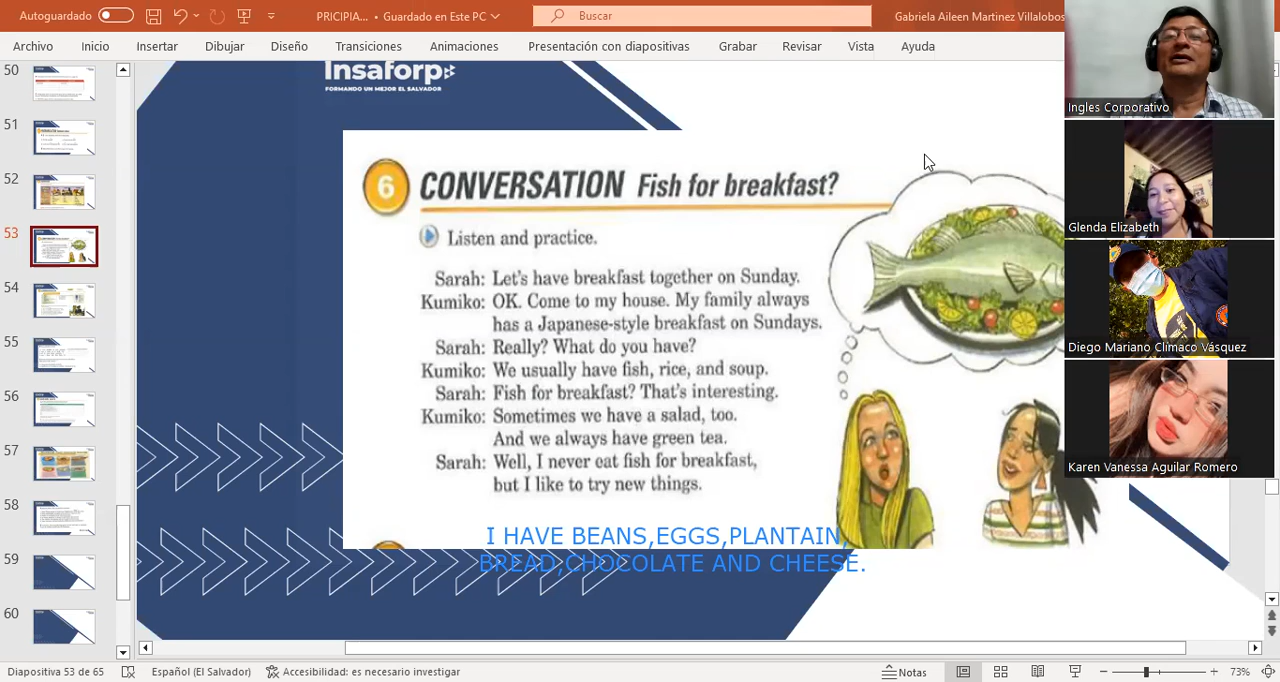 Autoguardado
PRICIPIA... • Guardado en Este PC
Buscar
Gabriela Aileen Martinez Villalobos
Archivo Inicio Insertar Dibujar Diseño Transiciones Animaciones Presentación con diapositivas Grabar Revisar Vista Ayuda
50
51
52
53
54
55
56
57
58
59
60
Insaforp
FORMANDO UN MEJOR EL SALVADOR
6 CONVERSATION Fish for breakfast?
Listen and practice.
Sarah: Let's have breakfast together on Sunday.
Kumiko: OK. Come to my house. My family always
has a Japanese-style breakfast on Sundays.
Sarah: Really? What do you have?
Kumiko: We usually have fish, rice, and soup.
Sarah: Fish for breakfast? That's interesting.
Kumiko: Sometimes we have a salad, too.
And we always have green tea.
Sarah: Well, I never eat fish for breakfast,
but I like to try new things.
I HAVE BEANS,EGGS,PLANTAIN,
BREAD,CHOCOLATE AND CHEESE.
Ingles Corporativo
Glenda Elizabeth
Diego Mariano Climaco Vásquez
Karen Vanessa Aguilar Romero
Diapositiva 53 de 65 Español (El Salvador) Accesibilidad: es necesario investigar Notas 73%